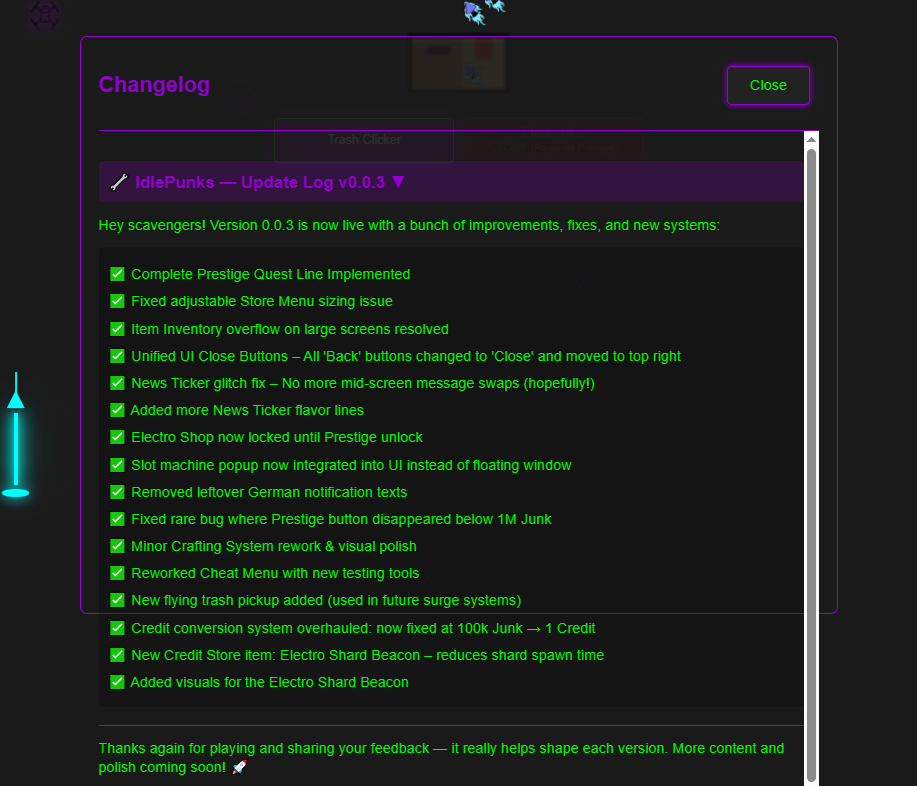 Changelog
Close
Trash Clicker
🔧 IdlePunks — Update Log v0.0.3 ▼
Hey scavengers! Version 0.0.3 is now live with a bunch of improvements, fixes, and new systems:
✅ Complete Prestige Quest Line Implemented
✅ Fixed adjustable Store Menu sizing issue
✅ Item Inventory overflow on large screens resolved
✅ Unified UI Close Buttons – All 'Back' buttons changed to 'Close' and moved to top right
✅ News Ticker glitch fix – No more mid-screen message swaps (hopefully!)
✅ Added more News Ticker flavor lines
✅ Electro Shop now locked until Prestige unlock
✅ Slot machine popup now integrated into UI instead of floating window
✅ Removed leftover German notification texts
✅ Fixed rare bug where Prestige button disappeared below 1M Junk
✅ Minor Crafting System rework & visual polish
✅ Reworked Cheat Menu with new testing tools
✅ New flying trash pickup added (used in future surge systems)
✅ Credit conversion system overhauled: now fixed at 100k Junk → 1 Credit
✅ New Credit Store item: Electro Shard Beacon – reduces shard spawn time
✅ Added visuals for the Electro Shard Beacon
Thanks again for playing and sharing your feedback — it really helps shape each version. More content and
polish coming soon! 🚀